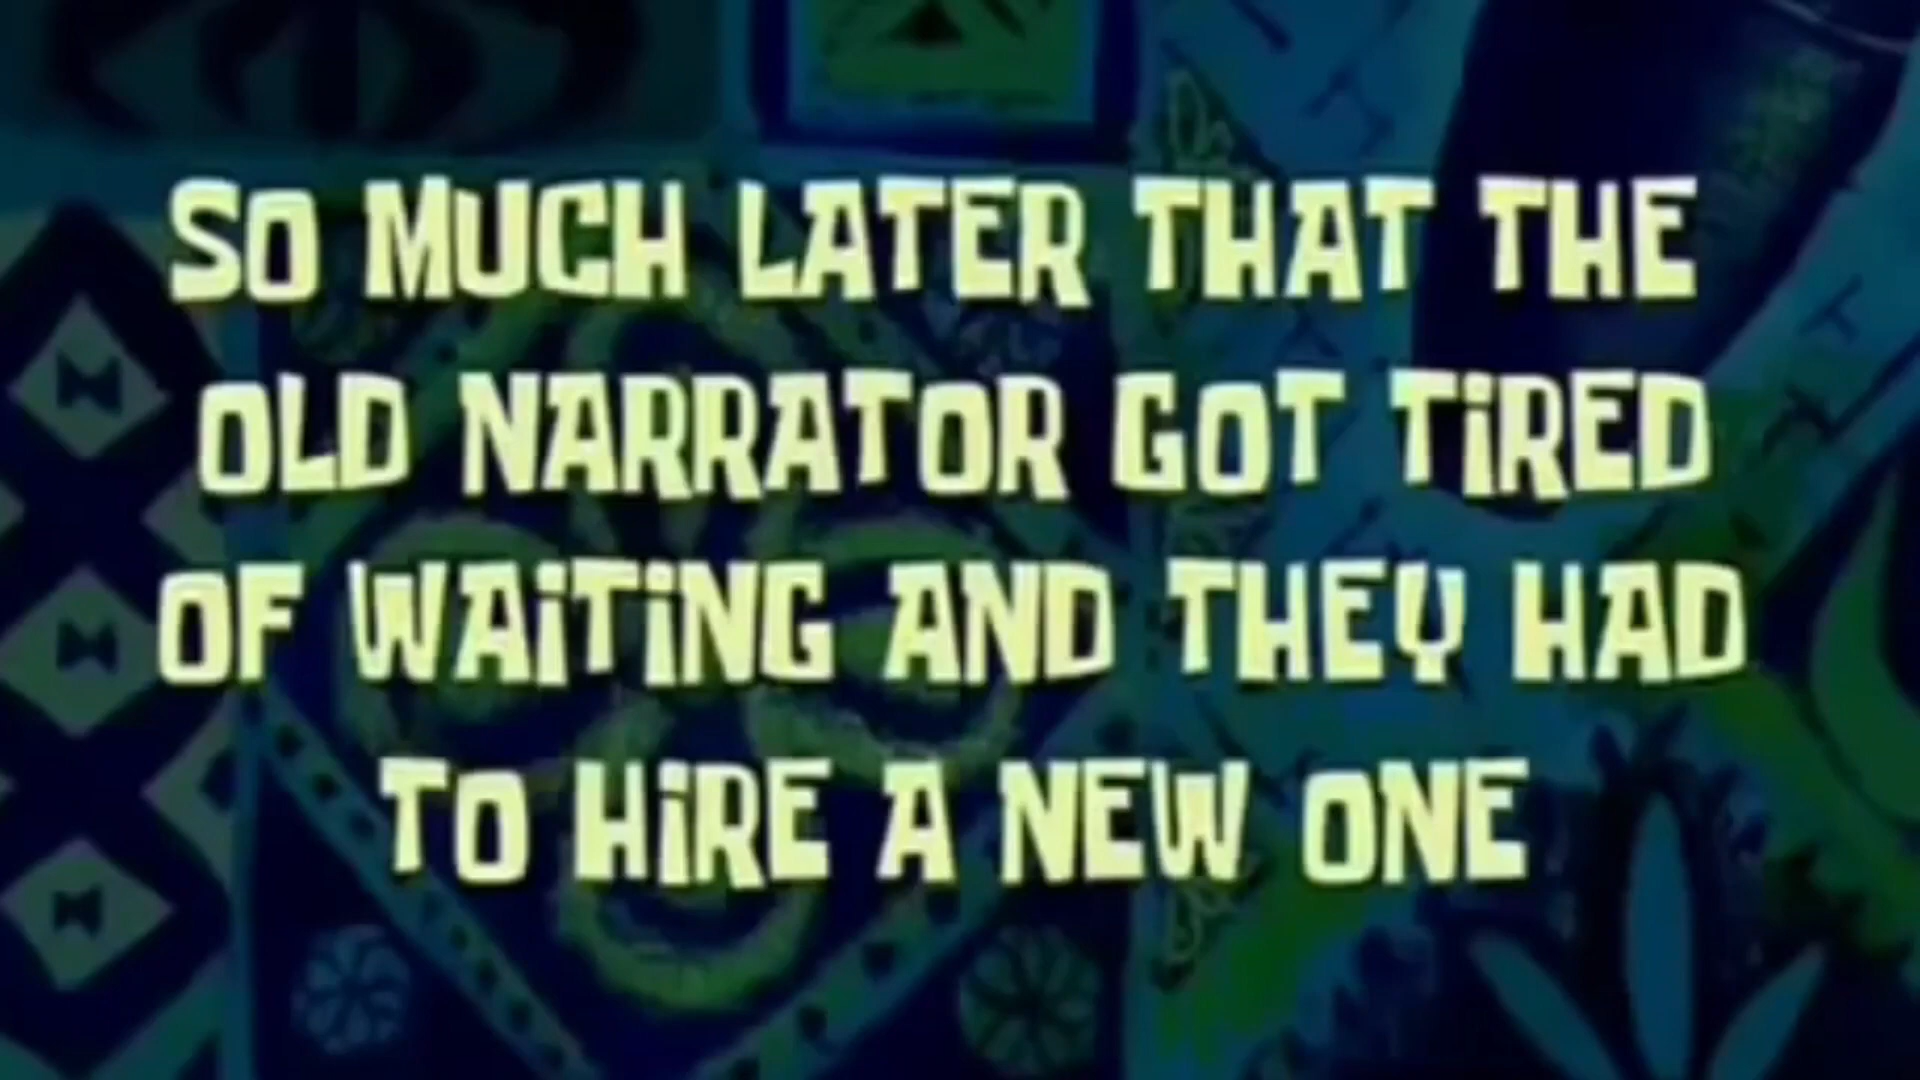 SO MUCH LATER THAT THE
OLD NARRATOR GOT TIRED
OF WAITING AND THEY HAD
TO HIRE A NEW ONE